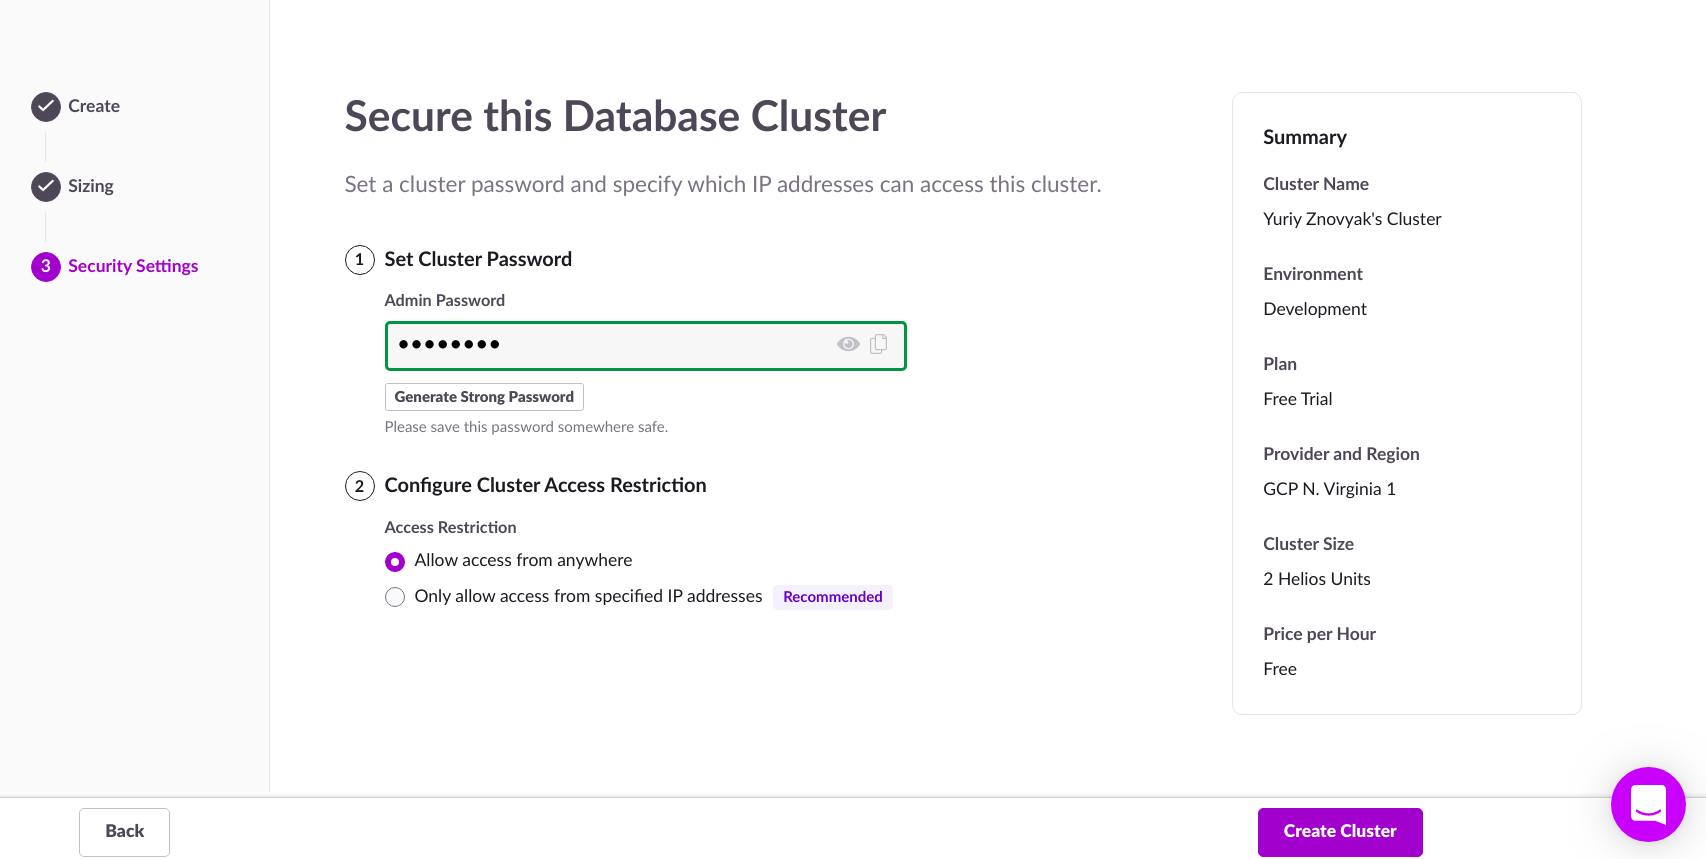 Create
Sizing
3 Security Settings
Secure this Database Cluster
Set a cluster password and specify which IP addresses can access this cluster.
1 Set Cluster Password
Admin Password
••••••••
Generate Strong Password
Please save this password somewhere safe.
2 Configure Cluster Access Restriction
Access Restriction
Allow access from anywhere
Only allow access from specified IP addresses Recommended
Summary
Cluster Name
Yuriy Znovyak's Cluster
Environment
Development
Plan
Free Trial
Provider and Region
GCP N. Virginia 1
Cluster Size
2 Helios Units
Price per Hour
Free
Back
Create Cluster